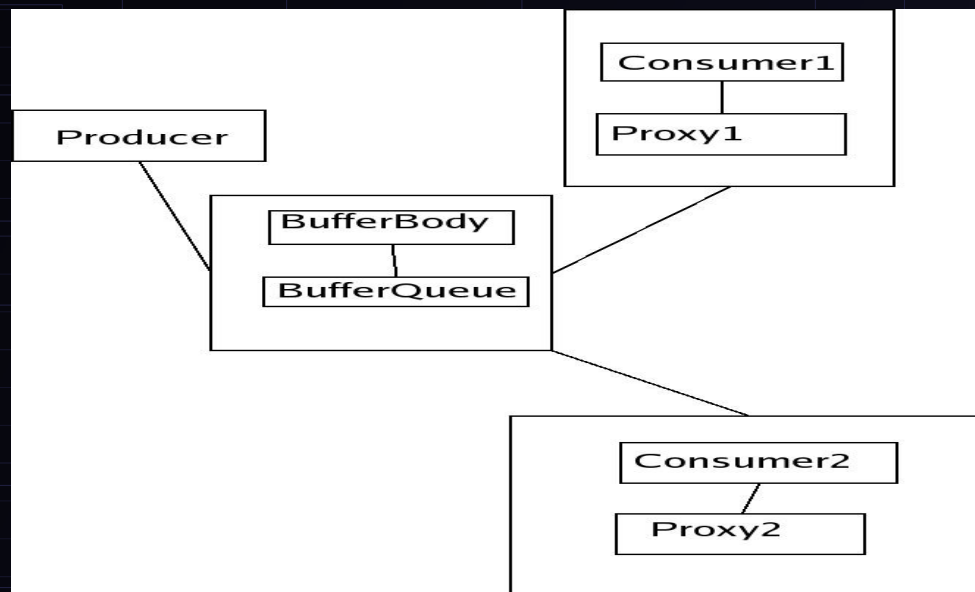 Consumer1
Proxy1
Producer
BufferBody
BufferQueue
Consumer2
Proxy2